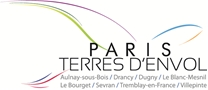 PARIS
TERRES D'ENVOL
Aulnay-sous-Bois / Drancy / Dugny / Le Blanc-Mesnil
Le Bourget / Sevran / Tremblay-en-France / Villepinte